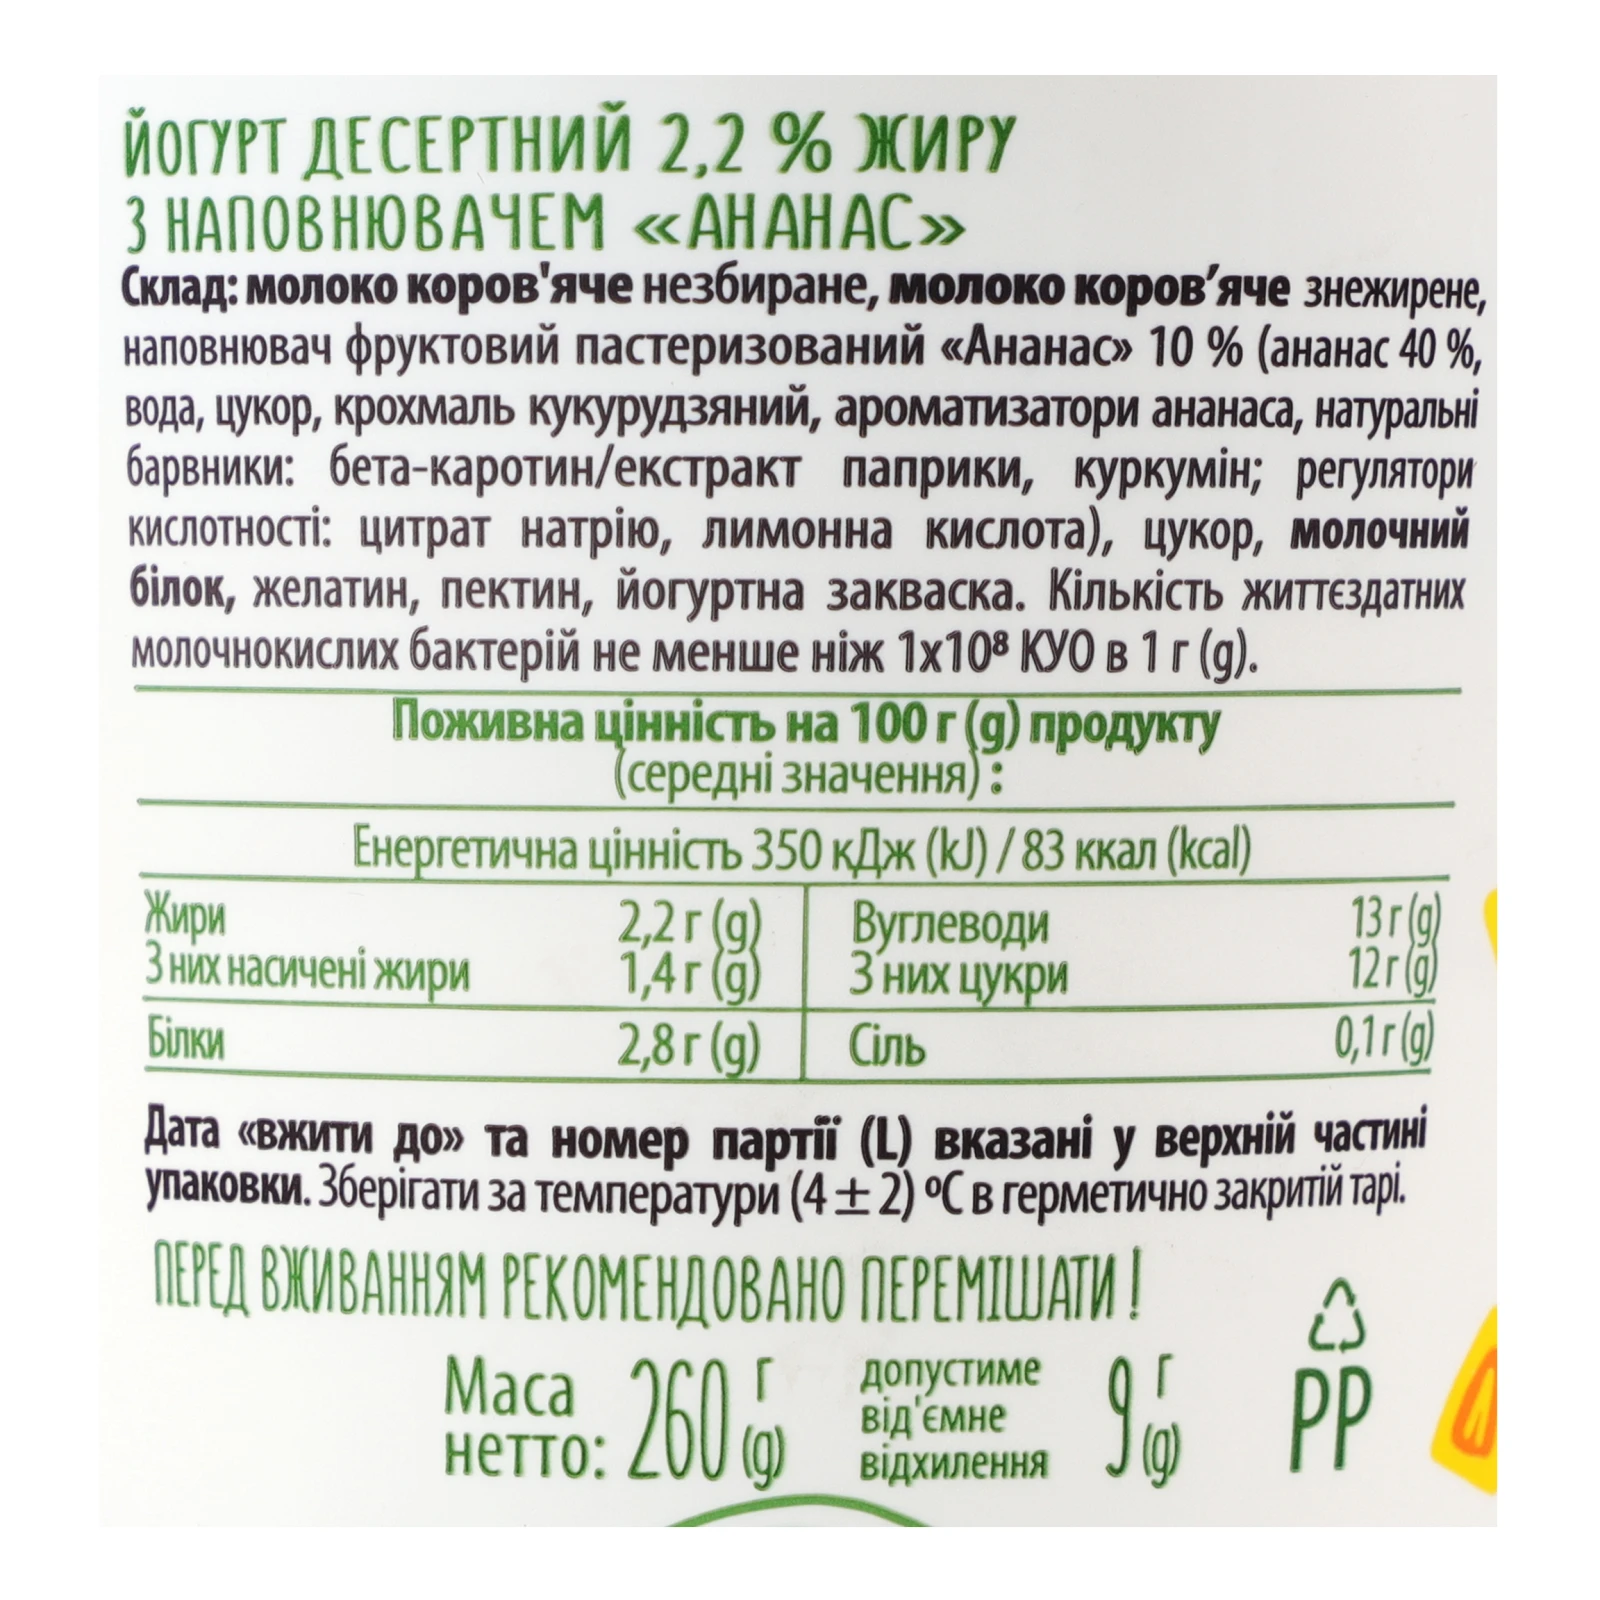 ЙОГУРТ ДЕСЕРТНИЙ 2,2 % ЖИРУ
З НАПОВНЮВАЧЕМ «АНАНАС»
Склад: молоко коров'яче незбиране, молоко коров’яче знежирене,
наповнювач фруктовий пастеризований «Ананас» 10 % (ананас 40 %,
вода, цукор, крохмаль кукурудзяний, ароматизатори ананаса, натуральні
барвники: бета-каротин/екстракт паприки, куркумін; регулятори
кислотності: цитрат натрію, лимонна кислота), цукор, молочний
білок, желатин, пектин, йогуртна закваска. Кількість життєздатних
молочнокислих бактерій не менше ніж 1х10⁸ КУО в 1 г (g).
Поживна цінність на 100 г (g) продукту
(середні значення) :
Енергетична цінність 350 кДж (kJ) / 83 ккал (kcal)
Жири 2,2 г (g) Вуглеводи 13 г (g)
З них насичені жири 1,4 г (g) З них цукри 12 г (g)
Білки 2,8 г (g) Сіль 0,1 г (g)
Дата «вжити до» та номер партії (L) вказані у верхній частині
упаковки. Зберігати за температури (4 ± 2) ºС в герметично закритій тарі.
ПЕРЕД ВЖИВАННЯМ РЕКОМЕНДОВАНО ПЕРЕМІШАТИ !
Маса нетто: 260 г (g) допустиме від'ємне відхилення 9 г (g)
PP